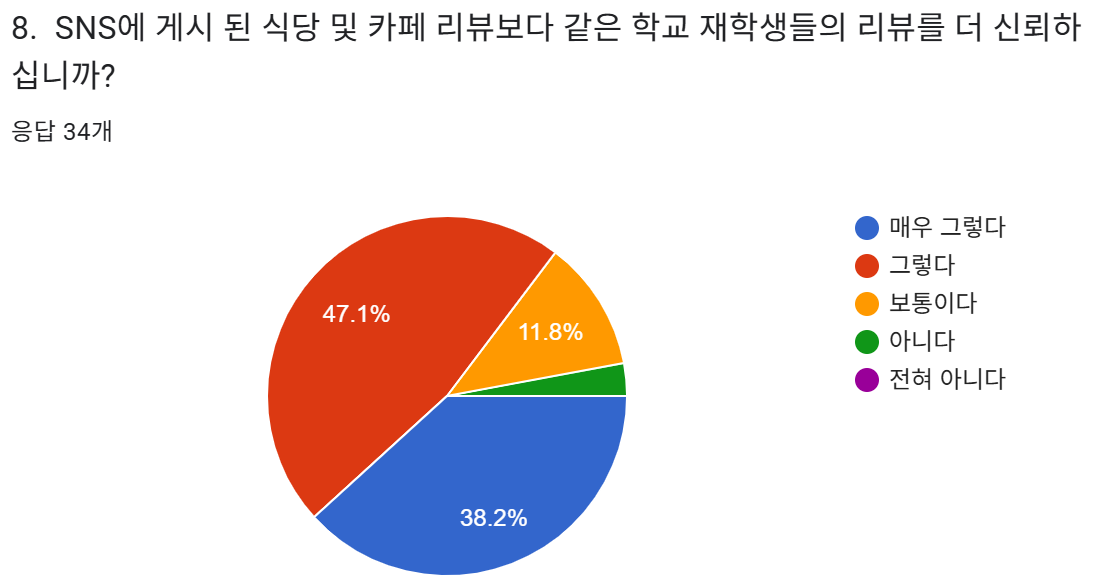 8. SNS에 게시 된 식당 및 카페 리뷰보다 같은 학교 재학생들의 리뷰를 더 신뢰하
십니까?
응답 34개
매우 그렇다
그렇다
보통이다
아니다
전혀 아니다
47.1%
11.8%
38.2%